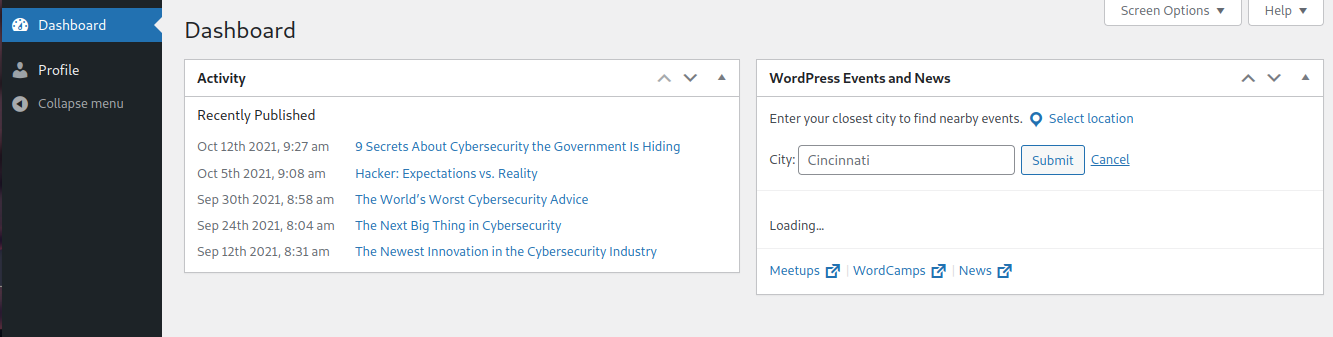 Dashboard
Profile
Collapse menu
Screen Options
Help
Dashboard
Activity
Recently Published
Oct 12th 2021, 9:27 am 9 Secrets About Cybersecurity the Government Is Hiding
Oct 5th 2021, 9:08 am Hacker: Expectations vs. Reality
Sep 30th 2021, 8:58 am The World’s Worst Cybersecurity Advice
Sep 24th 2021, 8:04 am The Next Big Thing in Cybersecurity
Sep 12th 2021, 8:31 am The Newest Innovation in the Cybersecurity Industry
WordPress Events and News
Enter your closest city to find nearby events. Select location
City: Cincinnati Submit Cancel
Loading…
Meetups | WordCamps | News